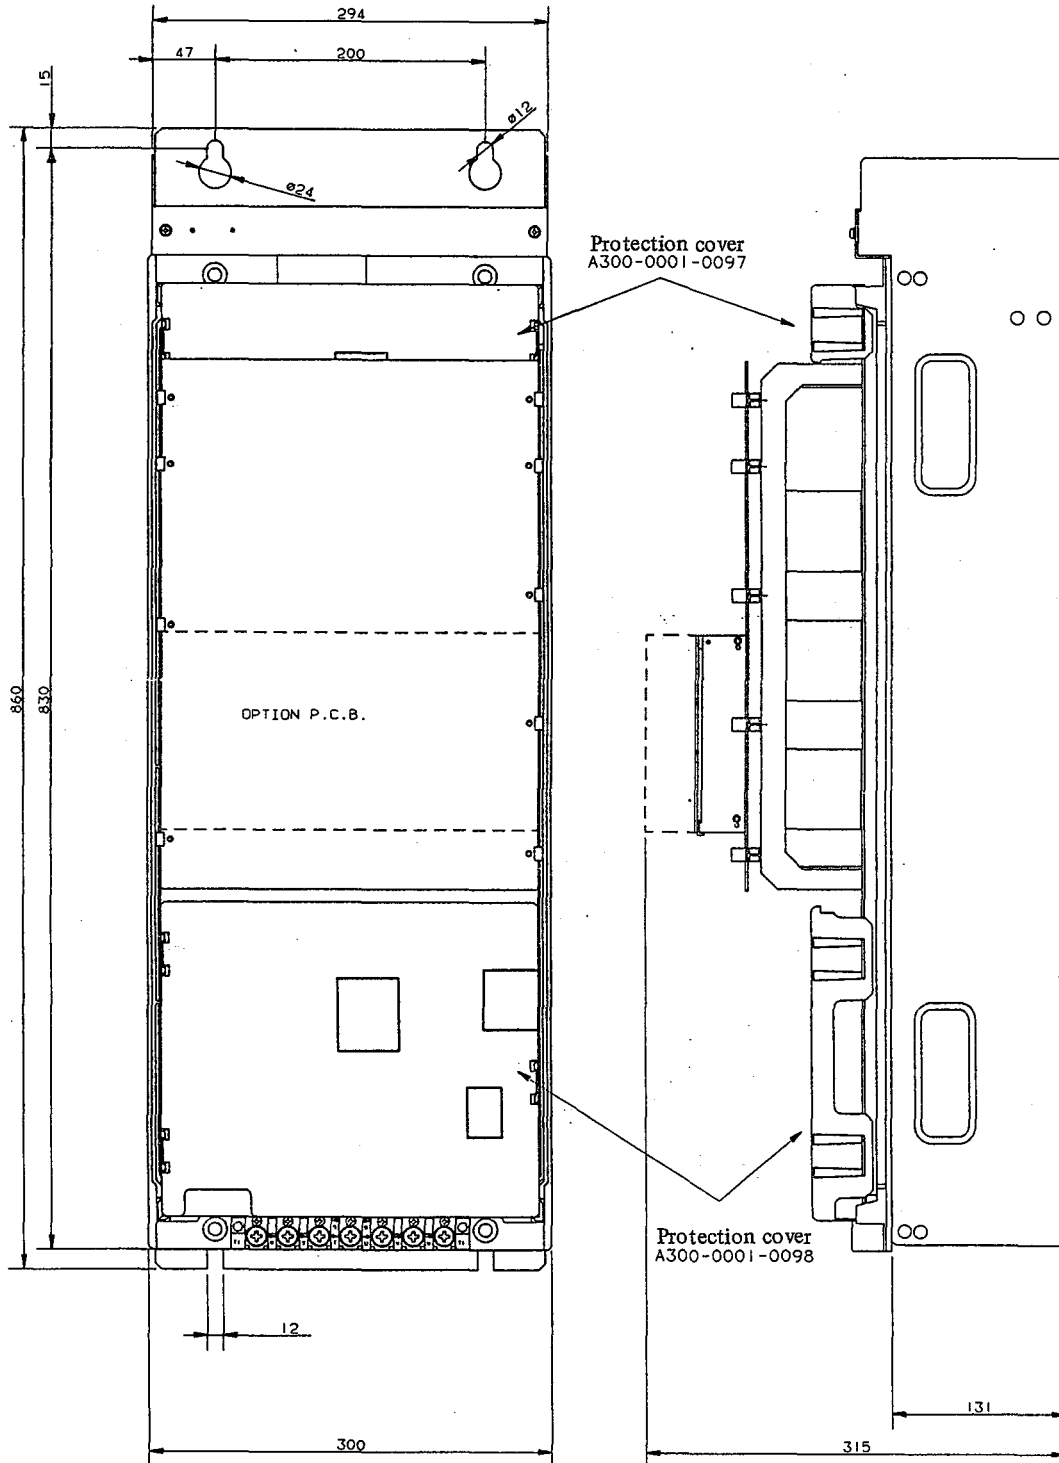 294
47
200
15
ø12
ø24
Protection cover
A300-0001-0097
860
830
OPTION P.C.B.
Protection cover
A300-0001-0098
12
131
300
315